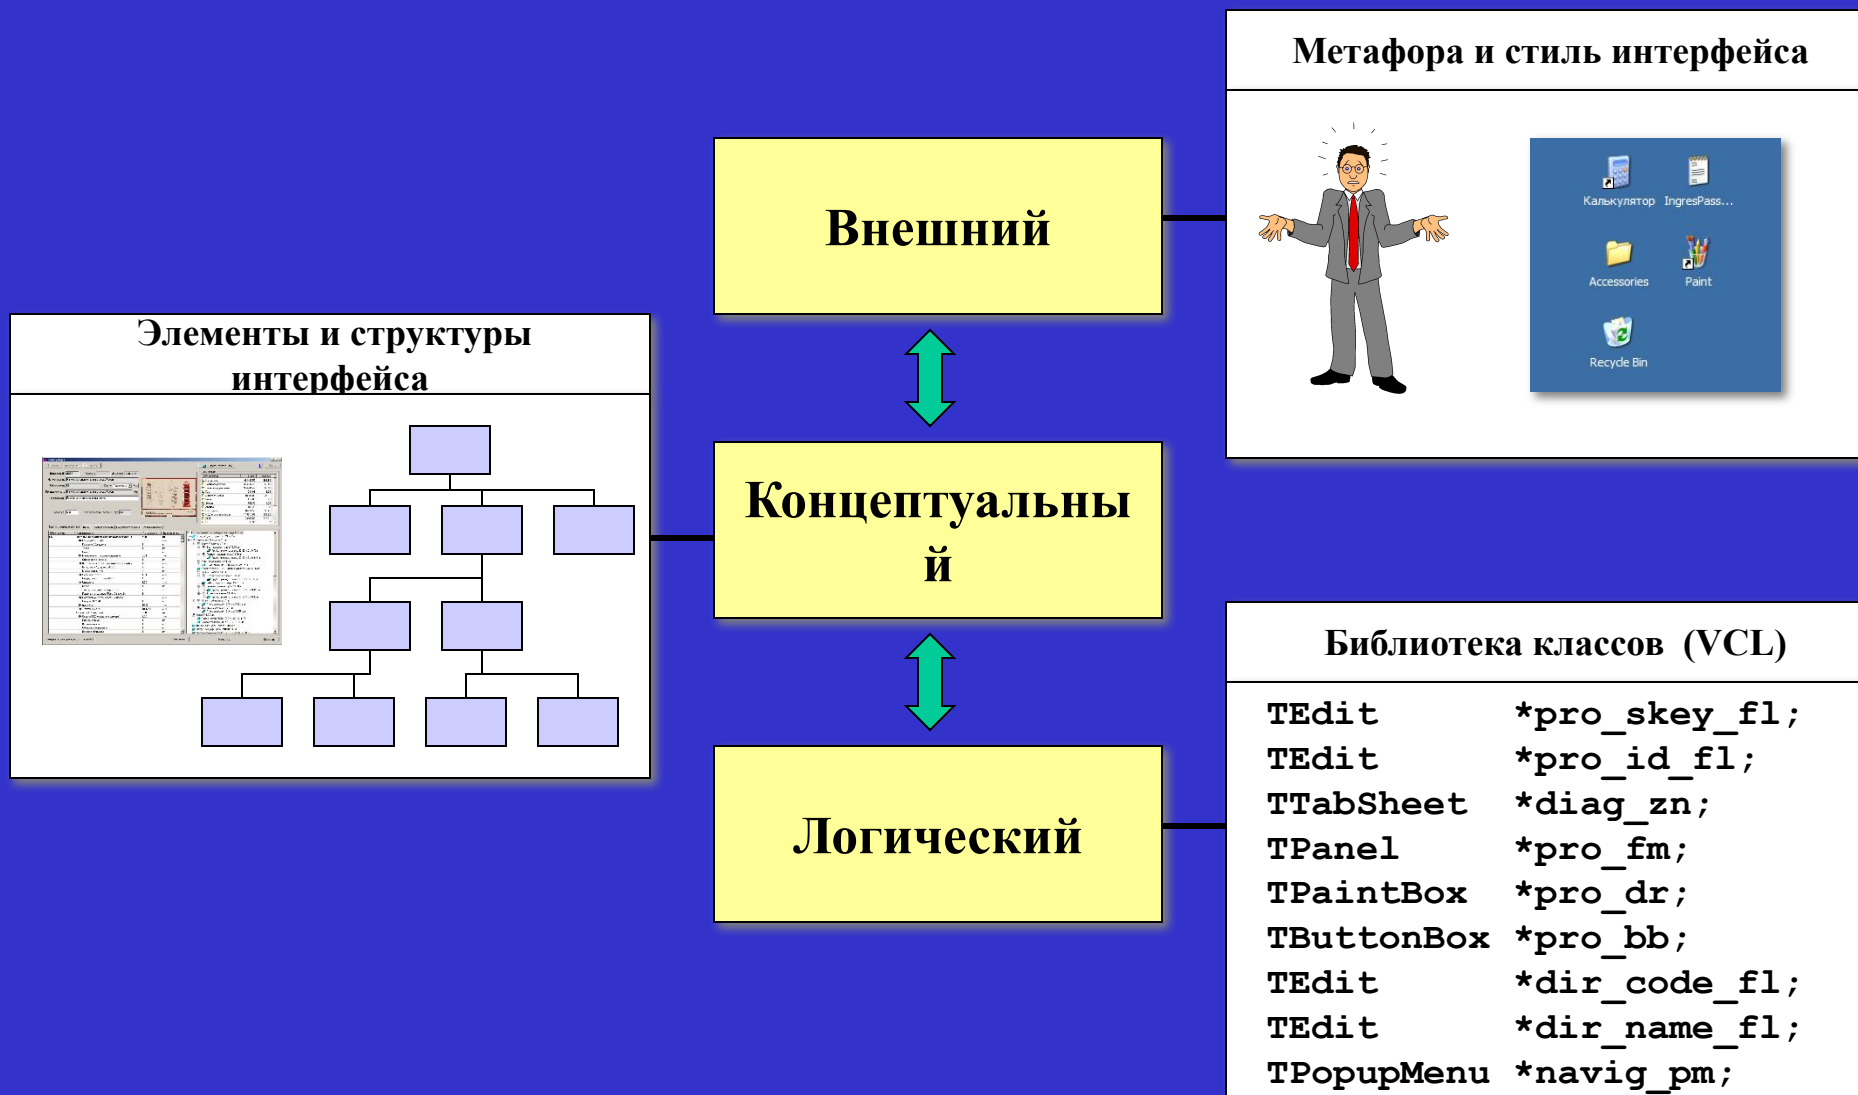 Метафора и стиль интерфейса
Калькулятор IngresPass...
Accessories Paint
Recycle Bin
Внешний
Элементы и структуры
интерфейса
Концептуальны
й
Логический
Библиотека классов (VCL)
TEdit *pro_skey_fl;
TEdit *pro_id_fl;
TTabSheet *diag_zn;
TPanel *pro_fm;
TPaintBox *pro_dr;
TButtonBox *pro_bb;
TEdit *dir_code_fl;
TEdit *dir_name_fl;
TPopupMenu *navig_pm;